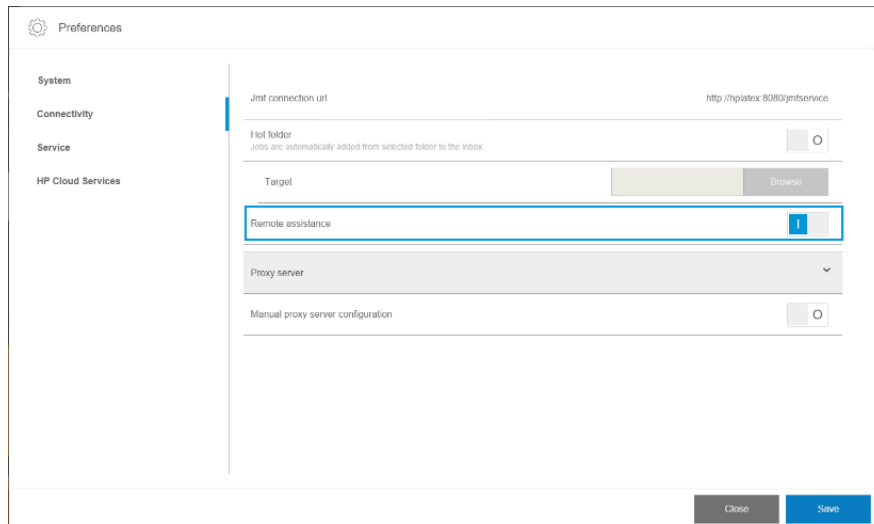 Preferences
System
Connectivity
Service
HP Cloud Services
Jmf connection url
http://hplatex:8080/jmfservice
Hot folder
Jobs are automatically added from selected folder to the inbox
Target
Browse
Remote assistance
Proxy server
Manual proxy server configuration
Close
Save